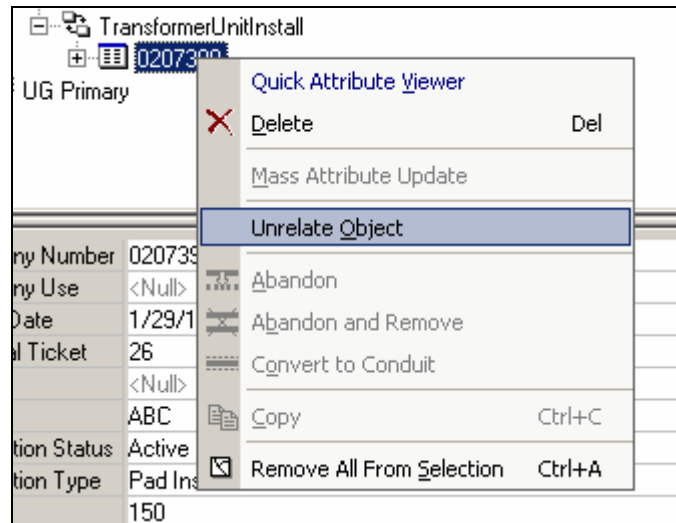 TransformerUnitInstall
UG Primary
Quick Attribute Viewer
Delete Del
Mass Attribute Update
Unrelate Object
ny Number 020739
Abandon
ny Use <Null>
Date 1/29/1
Abandon and Remove
al Ticket 26
Convert to Conduit
<Null>
ABC
Copy Ctrl+C
tion Status Active
Remove All From Selection Ctrl+A
tion Type Pad Ins
150